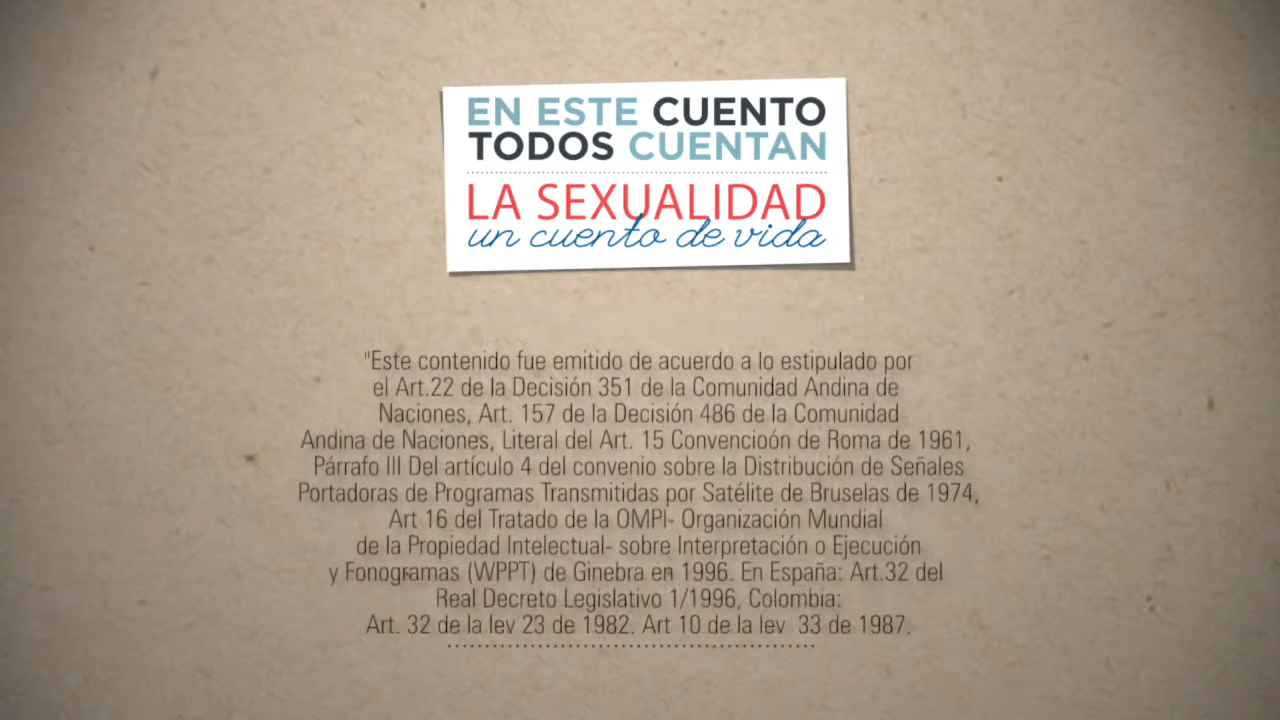 EN ESTE CUENTO
TODOS CUENTAN
LA SEXUALIDAD
un cuento de vida
"Este contenido fue emitido de acuerdo a lo estipulado por
el Art.22 de la Decisión 351 de la Comunidad Andina de
Naciones, Art. 157 de la Decisión 486 de la Comunidad
Andina de Naciones, Literal del Art. 15 Convencioón de Roma de 1961,
Párrafo III Del artículo 4 del convenio sobre la Distribución de Señales
Portadoras de Programas Transmitidas por Satélite de Bruselas de 1974,
Art 16 del Tratado de la OMPI- Organización Mundial
de la Propiedad Intelectual- sobre Interpretación o Ejecución
y Fonogramas (WPPT) de Ginebra en 1996. En España: Art.32 del
Real Decreto Legislativo 1/1996, Colombia:
Art. 32 de la ley 23 de 1982. Art 10 de la ley 33 de 1987.